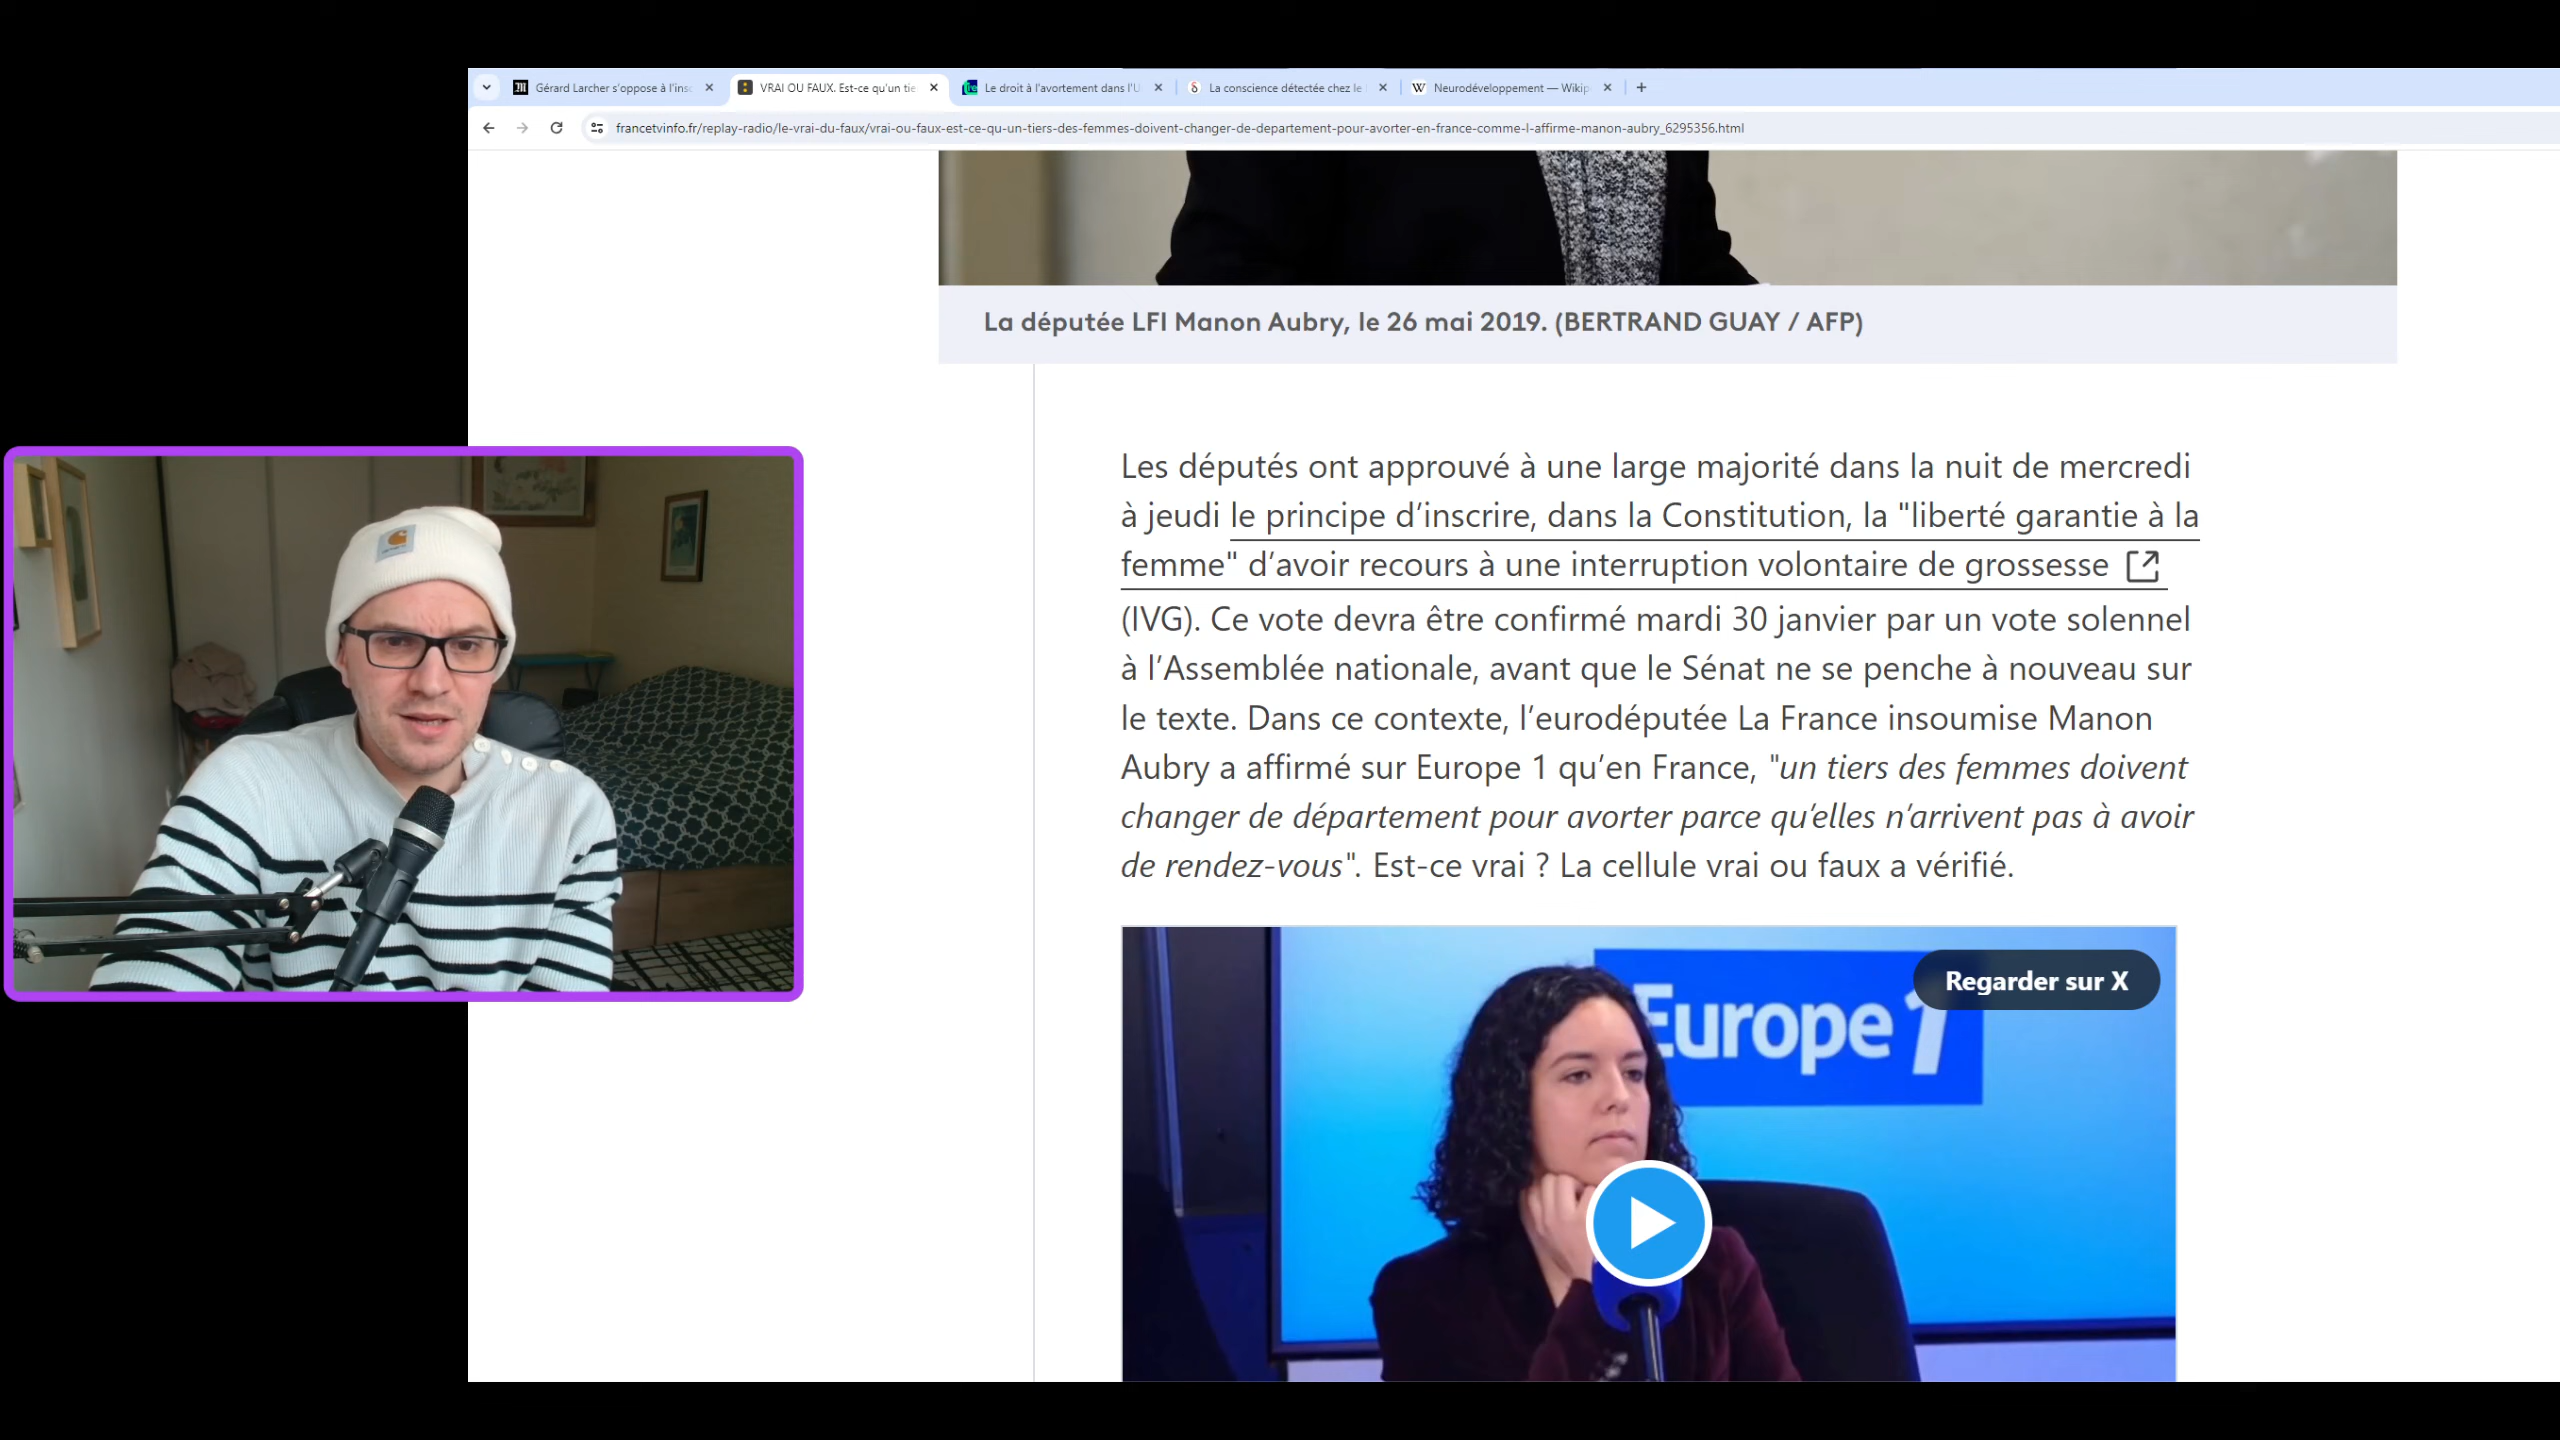 Gérard Larcher s'oppose à l'insc
VRAI OU FAUX. Est-ce qu'un tie
Le droit à l'avortement dans l'U
La conscience détectée chez le
Neurodéveloppement — Wikip
francetvinfo.fr/replay-radio/le-vrai-du-faux/vrai-ou-faux-est-ce-qu-un-tiers-des-femmes-doivent-changer-de-departement-pour-avorter-en-france-comme-l-affirme-manon-aubry_6295356.html
La députée LFI Manon Aubry, le 26 mai 2019. (BERTRAND GUAY / AFP)
Les députés ont approuvé à une large majorité dans la nuit de mercredi
à jeudi le principe d’inscrire, dans la Constitution, la "liberté garantie à la
femme" d’avoir recours à une interruption volontaire de grossesse
(IVG). Ce vote devra être confirmé mardi 30 janvier par un vote solennel
à l’Assemblée nationale, avant que le Sénat ne se penche à nouveau sur
le texte. Dans ce contexte, l’eurodéputée La France insoumise Manon
Aubry a affirmé sur Europe 1 qu’en France, "un tiers des femmes doivent
changer de département pour avorter parce qu’elles n’arrivent pas à avoir
de rendez-vous". Est-ce vrai ? La cellule vrai ou faux a vérifié.
Regarder sur X
Europe 1